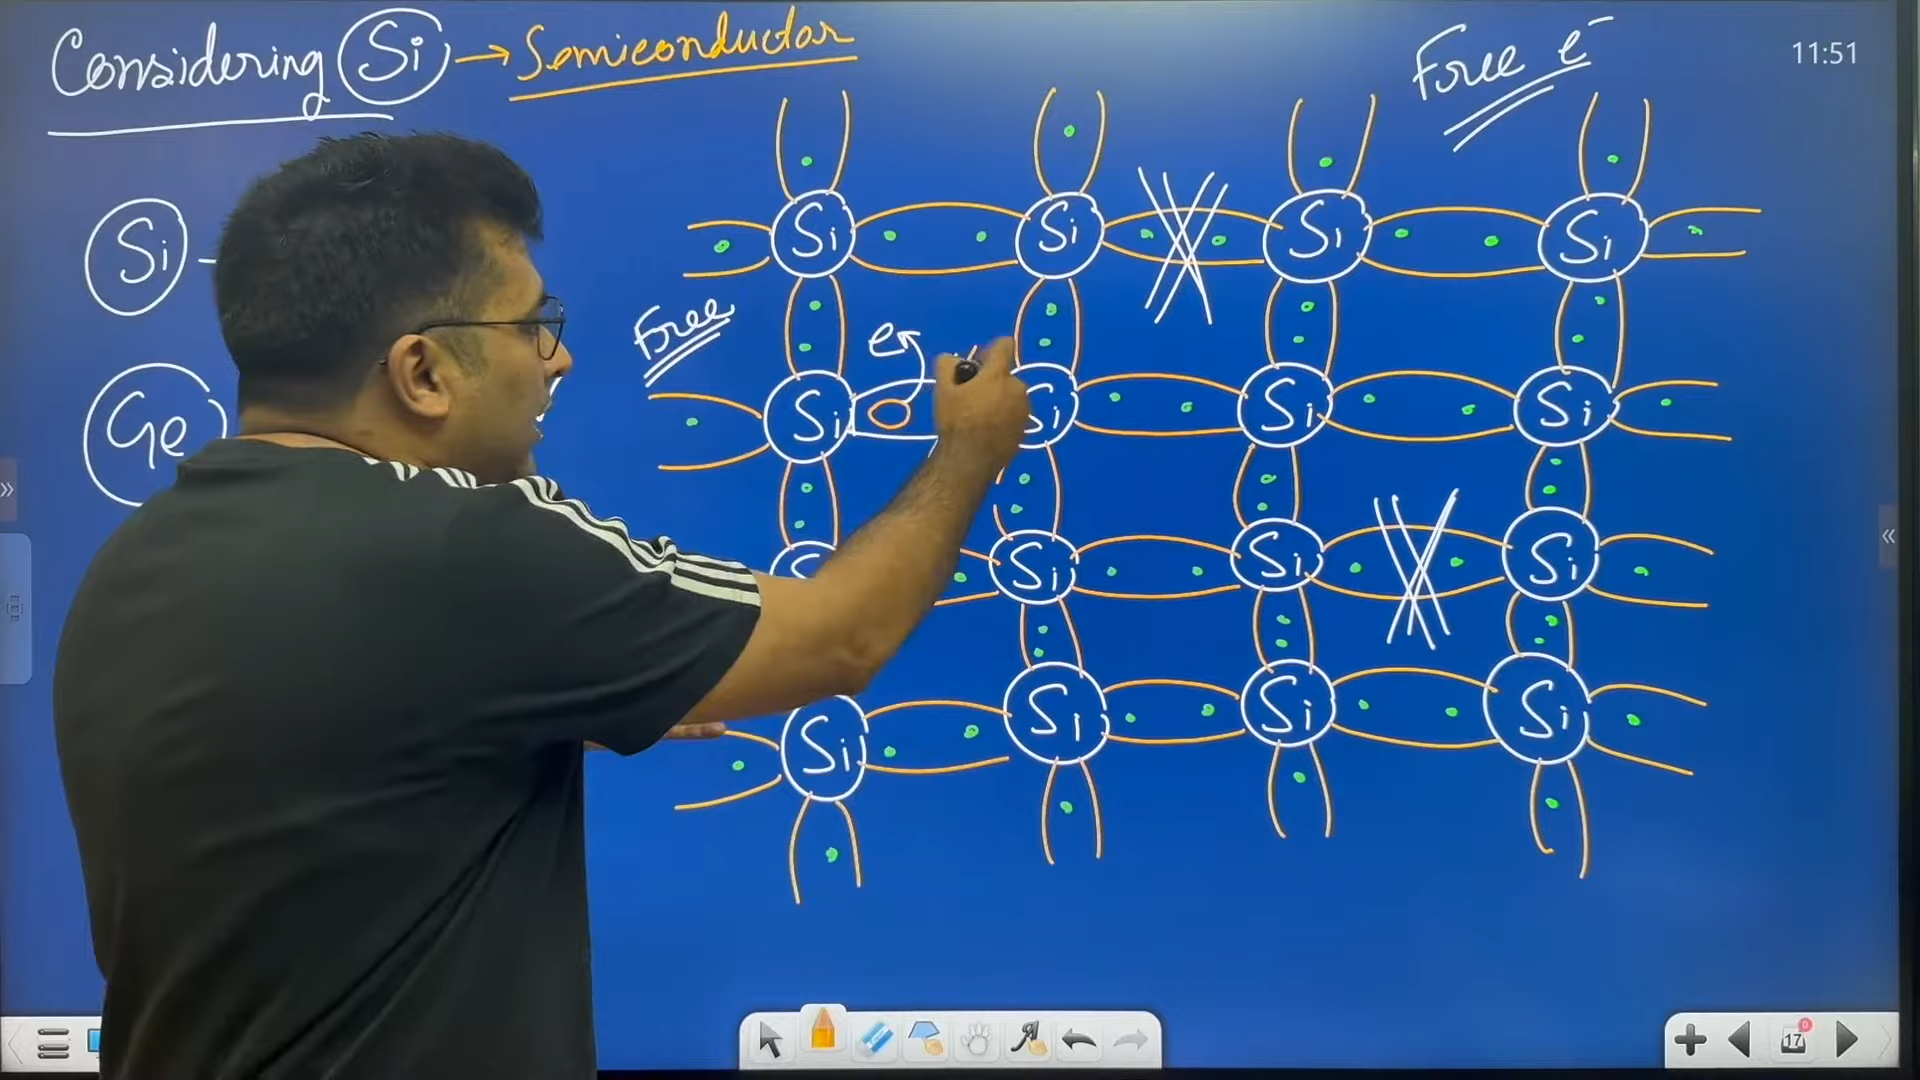 Considering Si → Semiconductor
Free e⁻
11:51
Si Si Si Si
Si
Free
e
Si Si Si Si
Ge
Si Si Si
Si Si Si Si
17